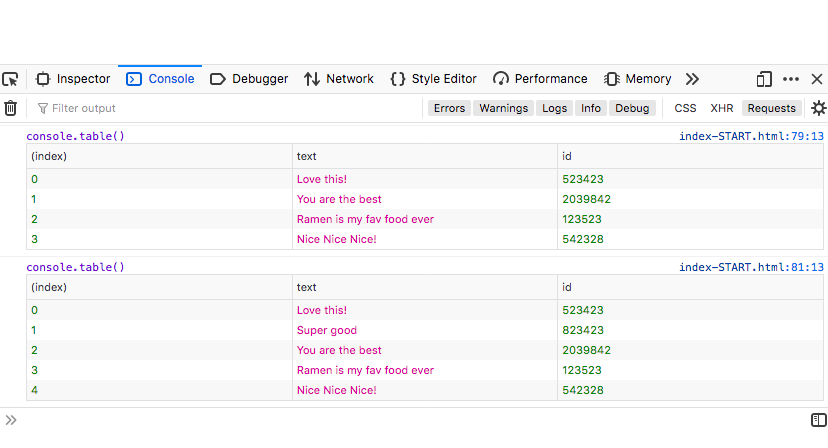 Inspector Console Debugger Network Style Editor Performance Memory
Filter output Errors Warnings Logs Info Debug CSS XHR Requests
console.table() index-START.html:79:13
(index) text id
0 Love this! 523423
1 You are the best 2039842
2 Ramen is my fav food ever 123523
3 Nice Nice Nice! 542328
console.table() index-START.html:81:13
(index) text id
0 Love this! 523423
1 Super good 823423
2 You are the best 2039842
3 Ramen is my fav food ever 123523
4 Nice Nice Nice! 542328